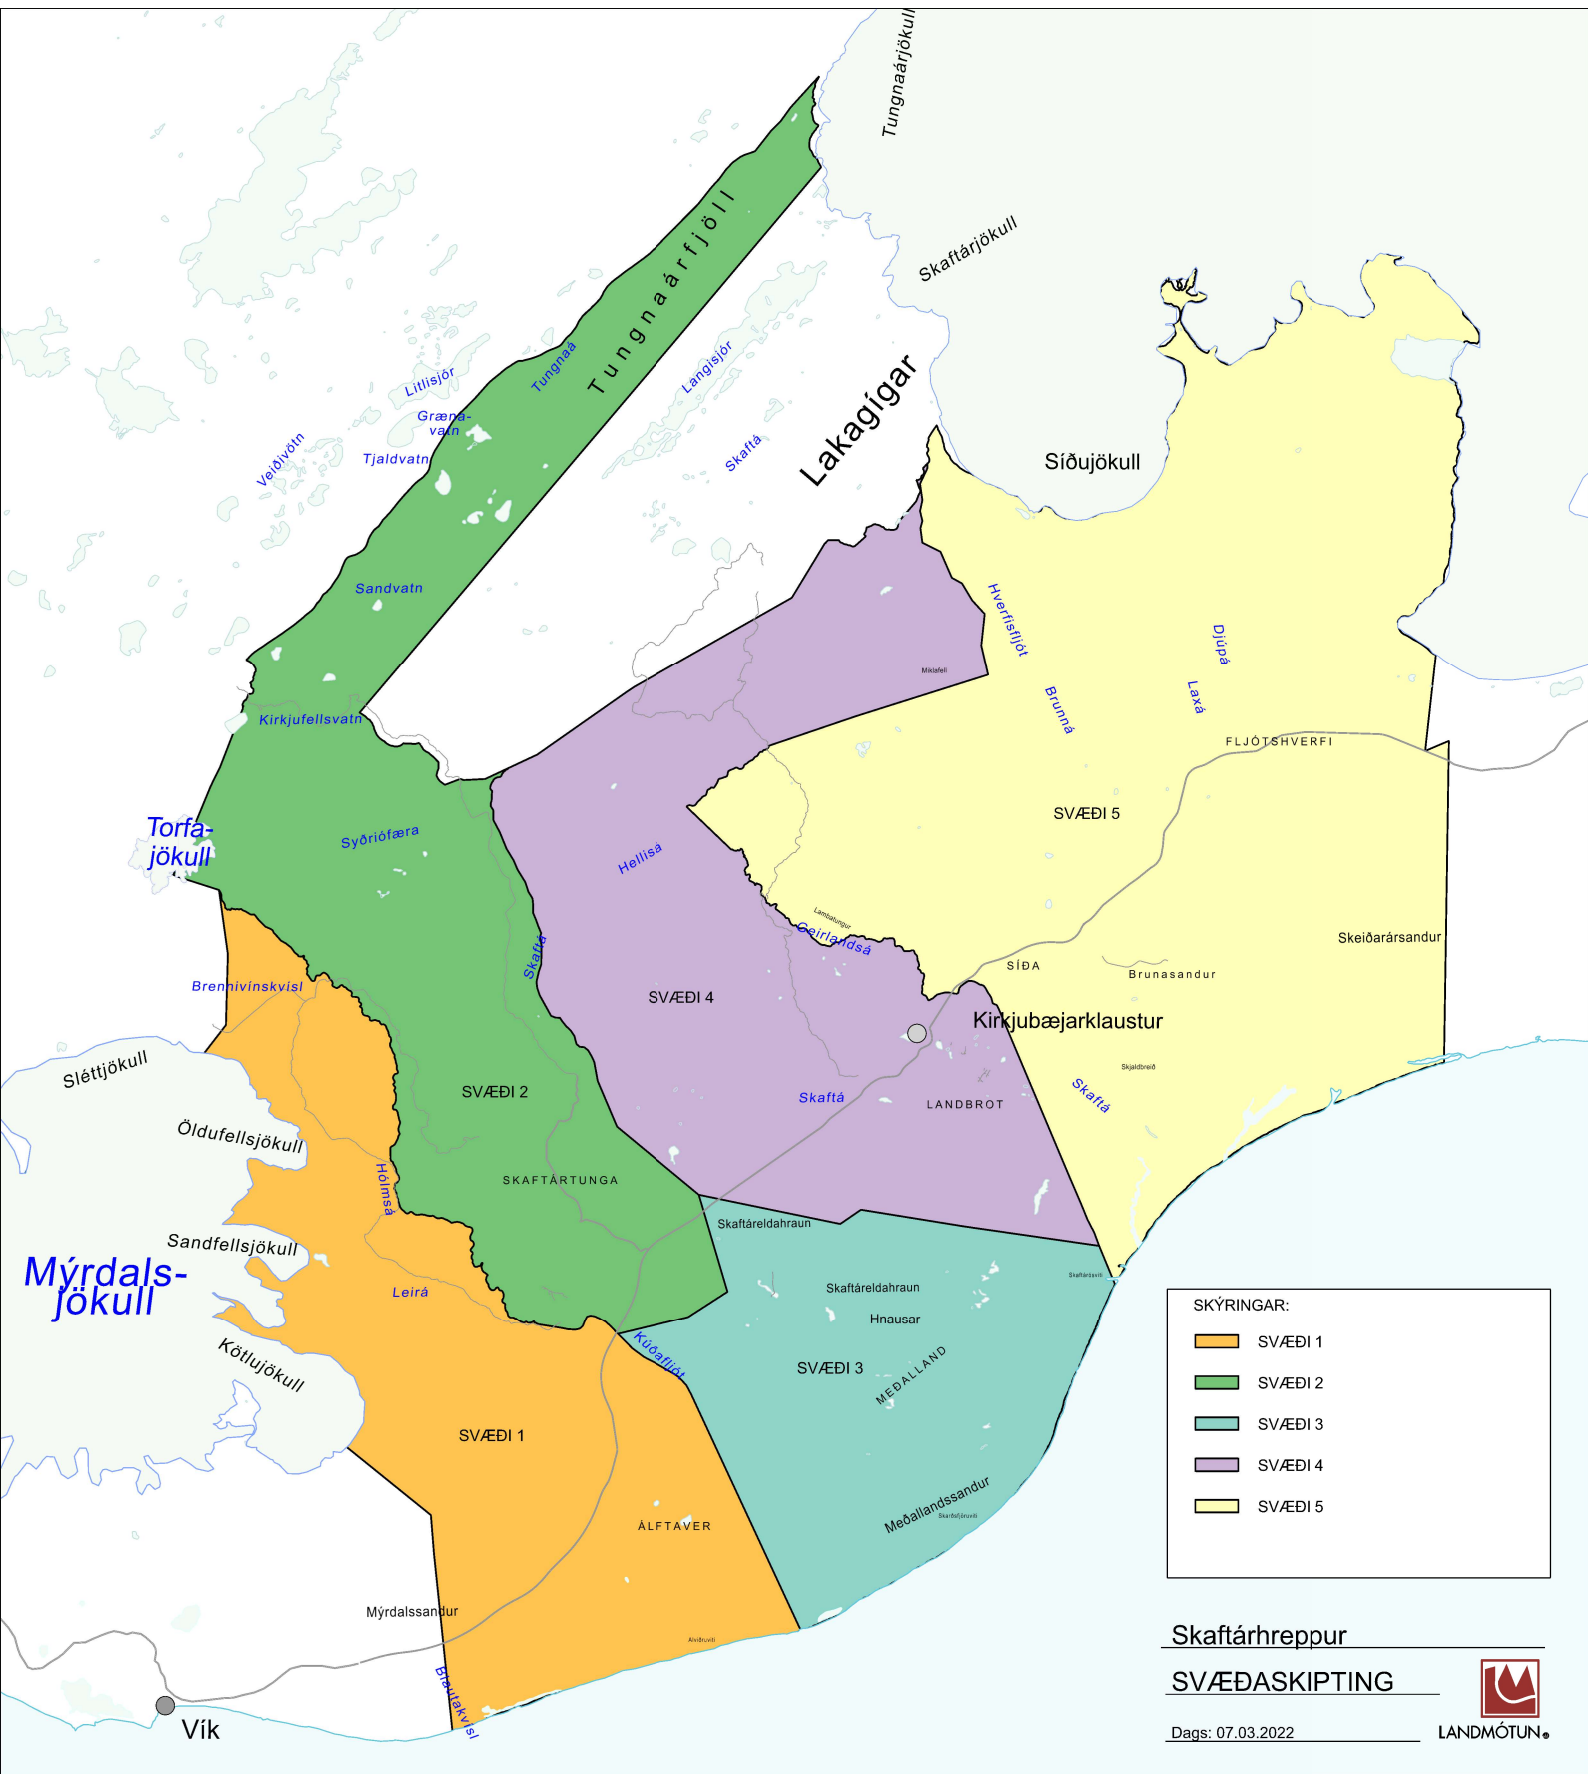 Tungnaárjökull
Skaftárjökull
Tungnaárfjöll
Tungnaá
Langisjór
Litlisjór
Græna-
vatn
Tjaldvatn
Veiðivötn
Skaftá
Lakagígar
Síðujökull
Sandvatn
Hverfisfljót
Djúpá
Miklafell
Laxá
Brunná
Kirkjufellsvatn
FLJÓTSHVERFI
SVÆÐI 5
Torfa-
jökull
Syðriófæra
Hellisá
Lambatungur
Geirlandsá
Skeiðarársandur
Skaftá
SÍÐA
Brunasandur
Brennivínskvísl
SVÆÐI 4
Kirkjubæjarklaustur
Sléttjökull
Skjaldbreið
SVÆÐI 2
Skaftá
Skaftá
LANDBROT
Öldufellsjökull
Hólmsá
SKAFTÁRTUNGA
Skaftáreldahraun
Sandfellsjökull
Mýrdals-
jökull
Skaftárósviti
Leirá
Skaftáreldahraun
Hnausar
Kúðafljót
Kötlujökull
SVÆÐI 3
MEÐALLAND
SVÆÐI 1
Meðallandssandur
Skarðsfjöruviti
ÁLFTAVER
Mýrdalssandur
Alviðruviti
Blautakvísl
Vík
SKÝRINGAR:
SVÆÐI 1
SVÆÐI 2
SVÆÐI 3
SVÆÐI 4
SVÆÐI 5
Skaftárhreppur
SVÆÐASKIPTING
Dags: 07.03.2022
LANDMÓTUN